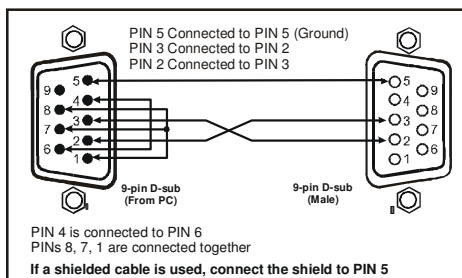 PIN 5 Connected to PIN 5 (Ground)
PIN 3 Connected to PIN 2
PIN 2 Connected to PIN 3
5
9
4
8
3
7
2
6
1
5
9
4
8
3
7
2
6
1
9-pin D-sub
(From PC)
9-pin D-sub
(Male)
PIN 4 is connected to PIN 6
PINs 8, 7, 1 are connected together
If a shielded cable is used, connect the shield to PIN 5